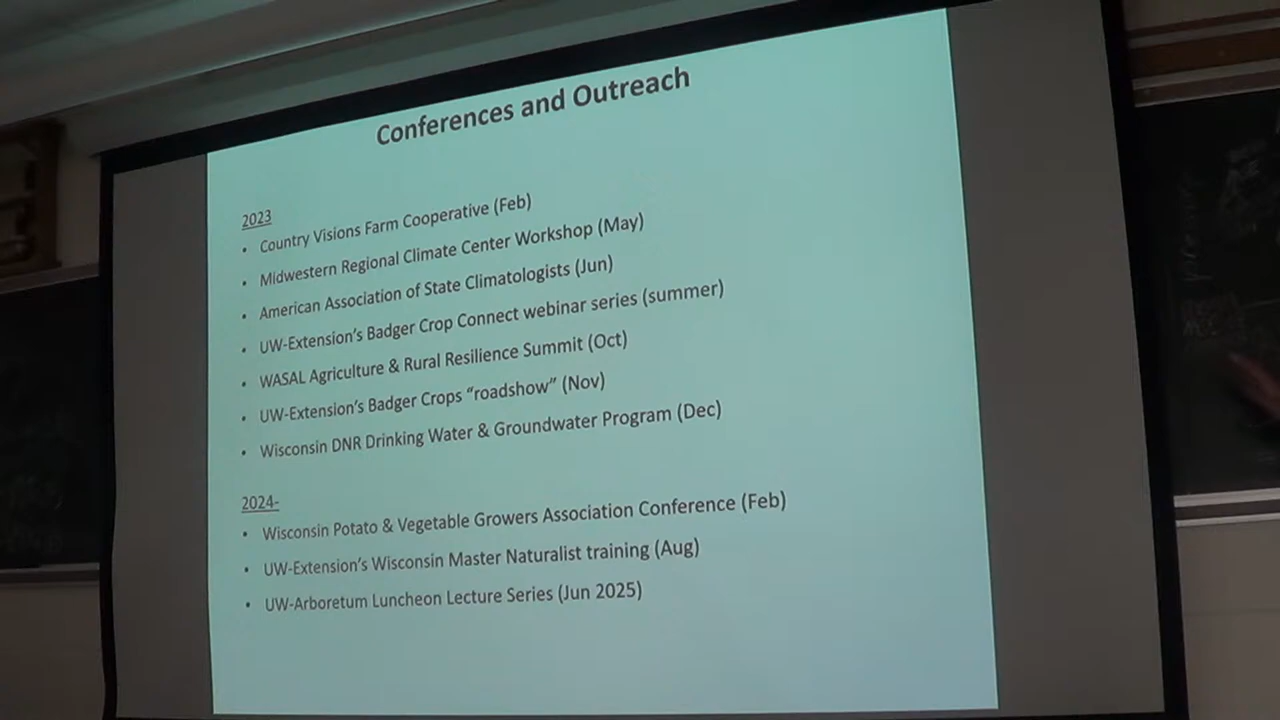 Conferences and Outreach
2023
• Country Visions Farm Cooperative (Feb)
• Midwestern Regional Climate Center Workshop (May)
• American Association of State Climatologists (Jun)
• UW-Extension's Badger Crop Connect webinar series (summer)
• WASAL Agriculture & Rural Resilience Summit (Oct)
• UW-Extension's Badger Crops "roadshow" (Nov)
• Wisconsin DNR Drinking Water & Groundwater Program (Dec)
2024-
• Wisconsin Potato & Vegetable Growers Association Conference (Feb)
• UW-Extension's Wisconsin Master Naturalist training (Aug)
• UW-Arboretum Luncheon Lecture Series (Jun 2025)